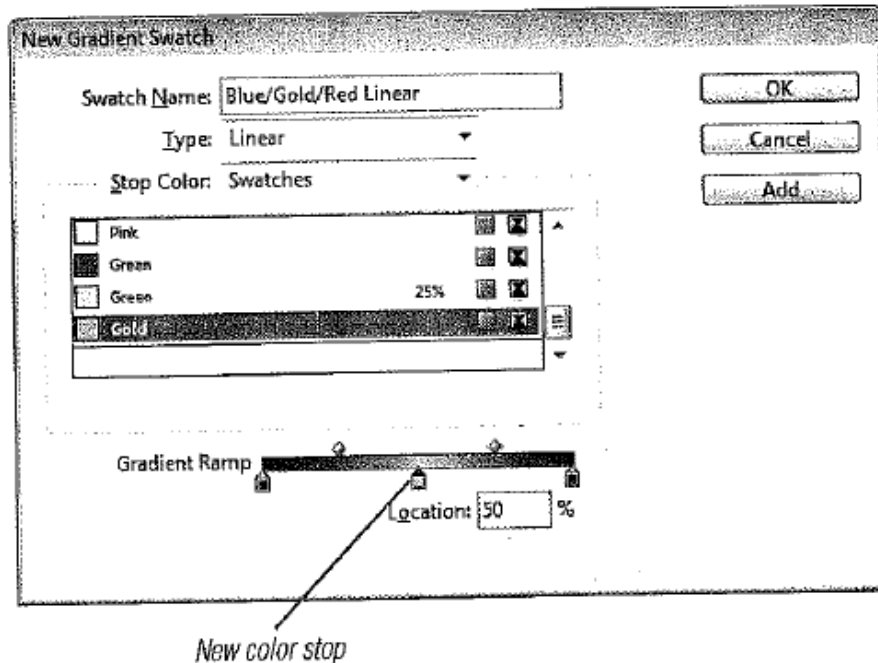 New Gradient Swatch
Swatch Name: Blue/Gold/Red Linear
OK
Type: Linear
Cancel
Stop Color: Swatches
Add
Pink
Green
Green 25%
Gold
Gradient Ramp
Location: 50 %
New color stop